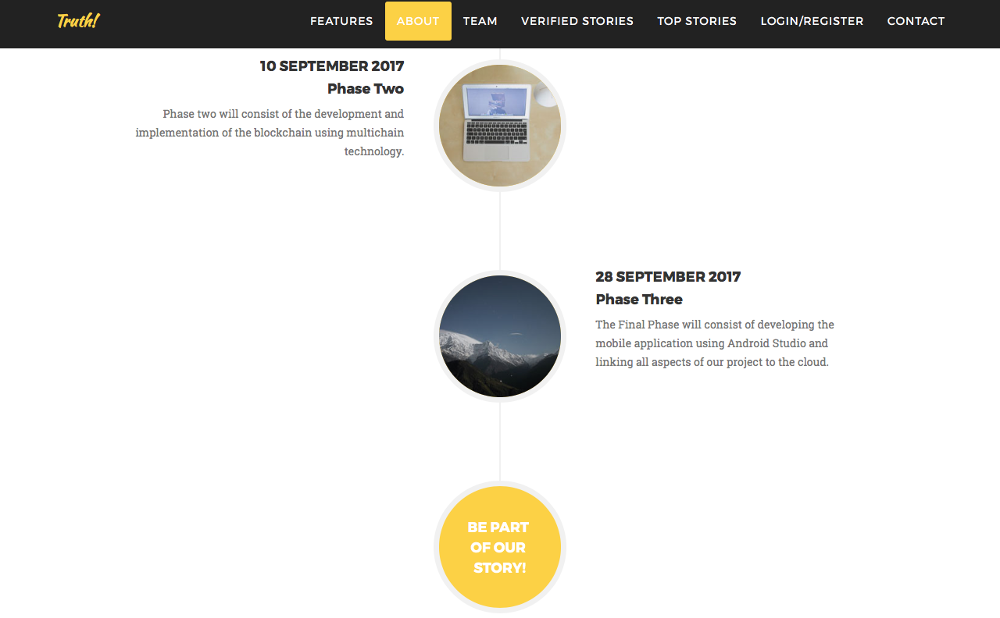 Truth!
FEATURES ABOUT TEAM VERIFIED STORIES TOP STORIES LOGIN/REGISTER CONTACT
10 SEPTEMBER 2017
Phase Two
Phase two will consist of the development and
implementation of the blockchain using multichain
technology.
28 SEPTEMBER 2017
Phase Three
The Final Phase will consist of developing the
mobile application using Android Studio and
linking all aspects of our project to the cloud.
BE PART
OF OUR
STORY!